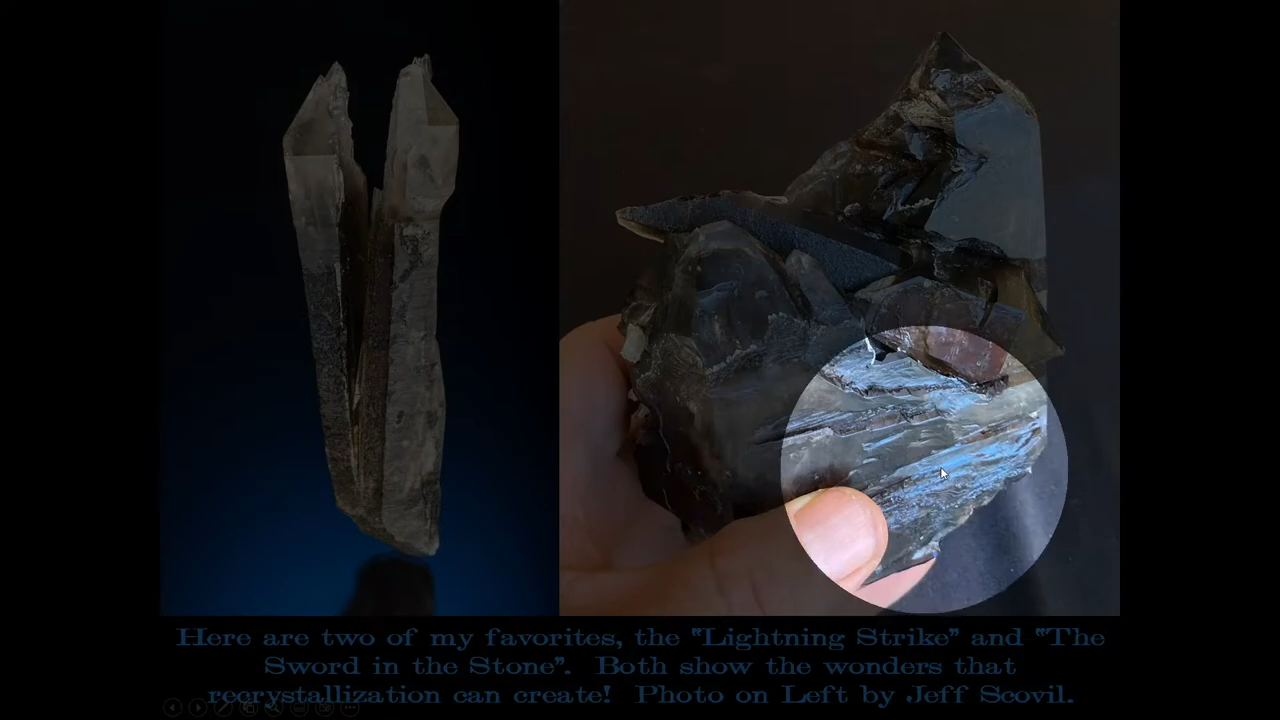 Here are two of my favorites, the "Lightning Strike" and "The
Sword in the Stone".  Both show the wonders that
recrystallization can create!  Photo on Left by Jeff Scovil.